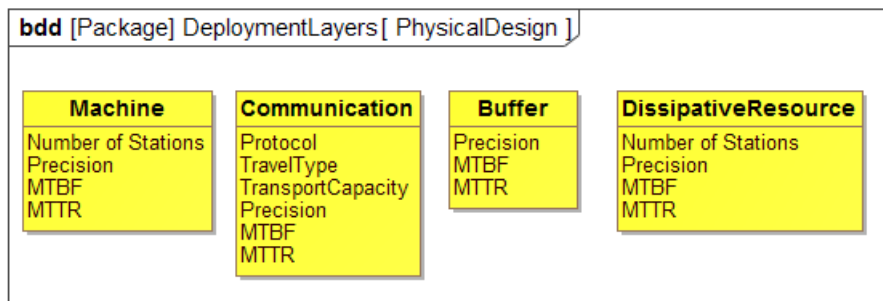 bdd [Package] DeploymentLayers[ PhysicalDesign ]
Machine
Number of Stations
Precision
MTBF
MTTR
Communication
Protocol
TravelType
TransportCapacity
Precision
MTBF
MTTR
Buffer
Precision
MTBF
MTTR
DissipativeResource
Number of Stations
Precision
MTBF
MTTR